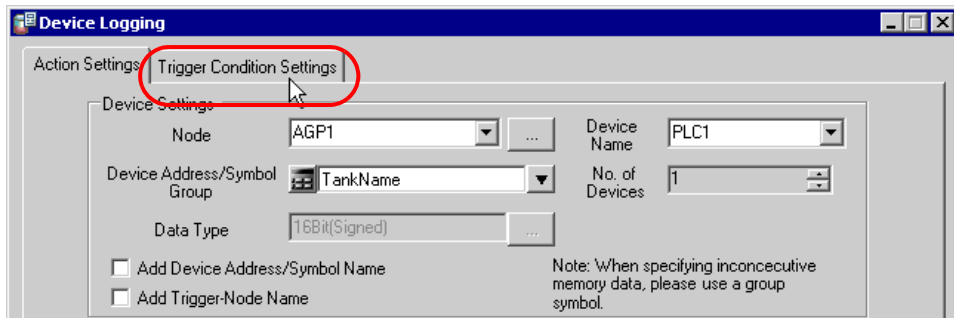 Device Logging
Action Settings
Trigger Condition Settings
Device Settings
Node
AGP1
...
Device
Name
PLC1
Device Address/Symbol
Group
TankName
No. of
Devices
1
Data Type
16Bit(Signed)
...
Add Device Address/Symbol Name
Add Trigger-Node Name
Note: When specifying inconcecutive
memory data, please use a group
symbol.